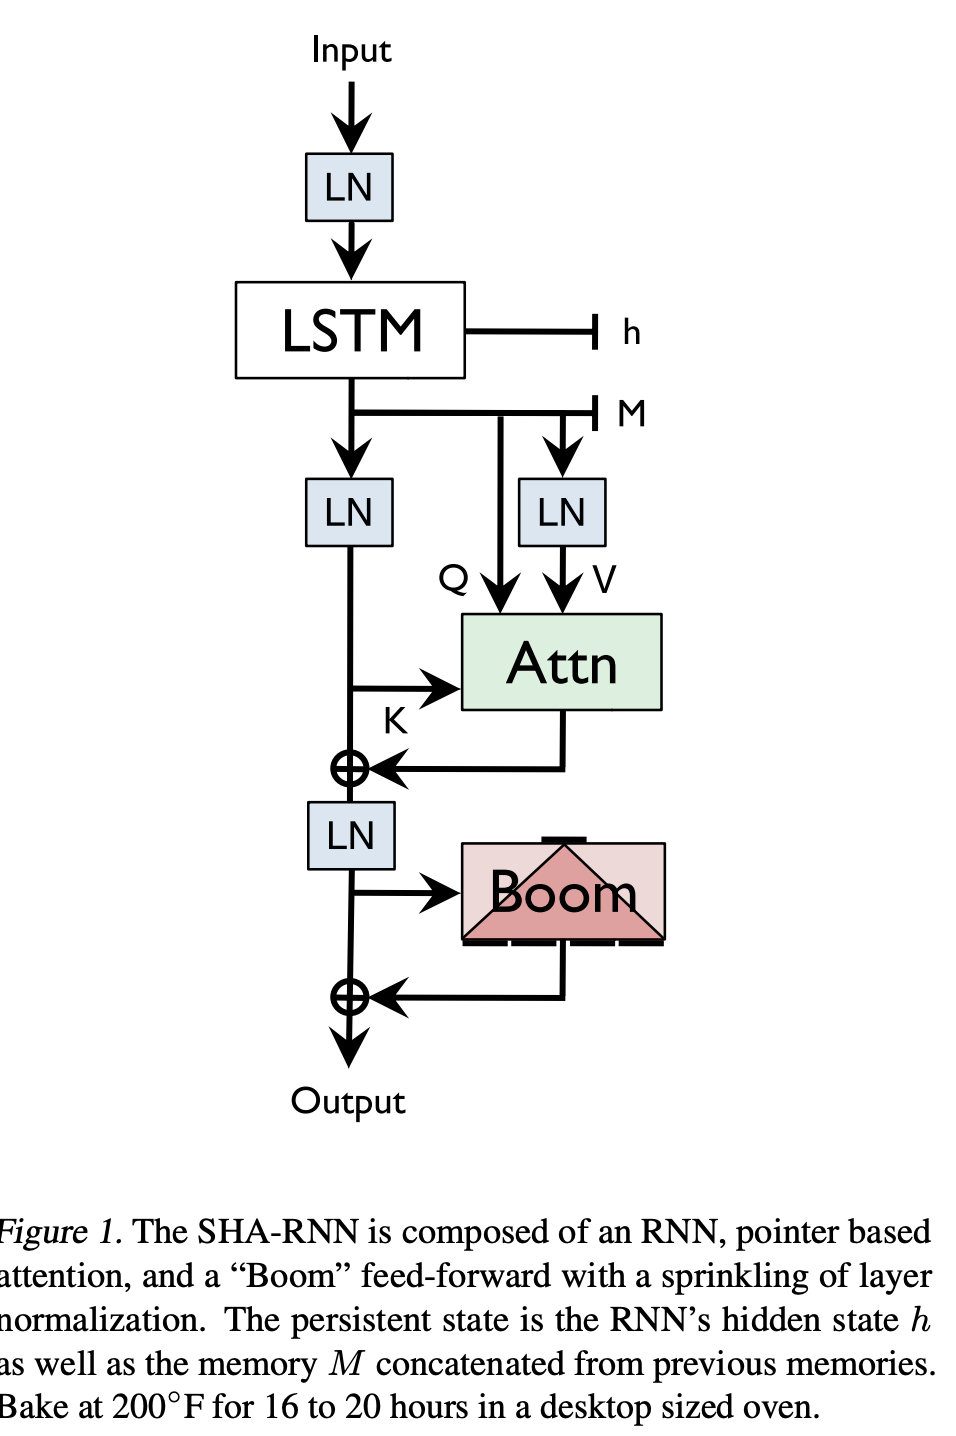 Input
LN
LSTM
h
M
LN
LN
Q
V
Attn
K
LN
Boom
Output
Figure 1. The SHA-RNN is composed of an RNN, pointer based
attention, and a “Boom” feed-forward with a sprinkling of layer
normalization. The persistent state is the RNN’s hidden state h
as well as the memory M concatenated from previous memories.
Bake at 200°F for 16 to 20 hours in a desktop sized oven.